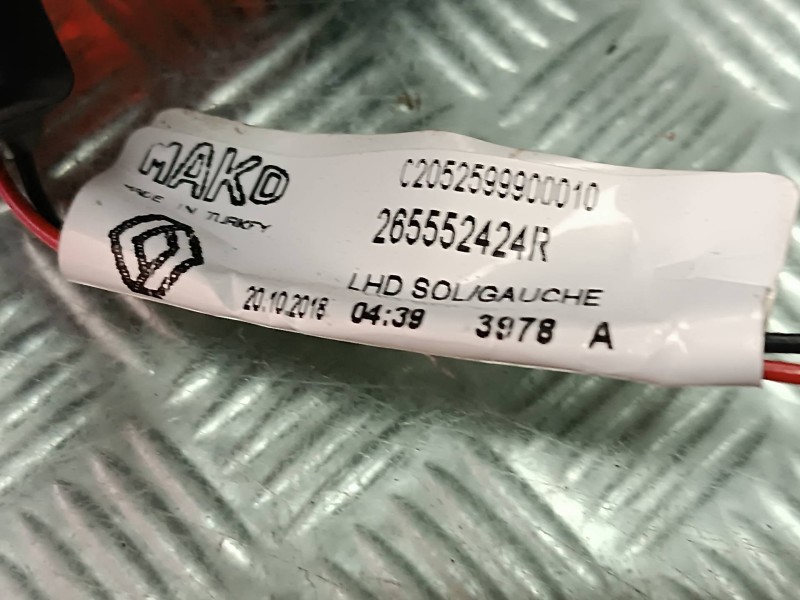 MAKO
MADE IN TURKEY
C2052599900010
265552424R
LHD SOL/GAUCHE
20.10.2018 04:39 3978 A